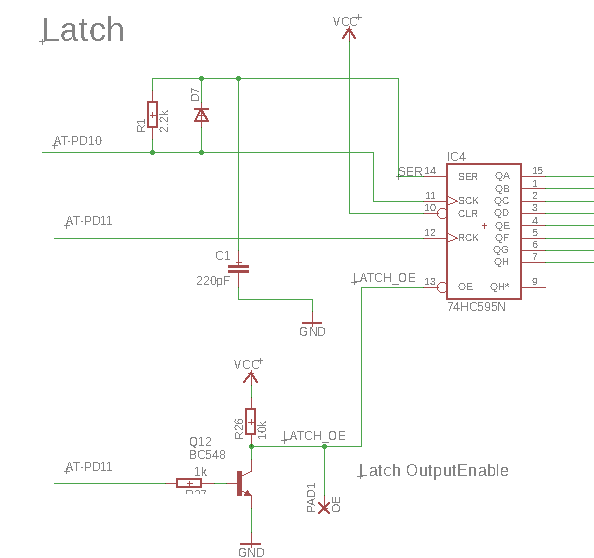 Latch
VCC
R1
2.2k
D7
AT-PD10
IC4
SER
14
SER
QA
15
QB
1
11
SCK
QC
2
10
CLR
QD
3
QE
4
AT-PD11
12
RCK
QF
5
QG
6
QH
7
C1
220pF
LATCH_OE
13
OE
QH*
9
74HC595N
GND
VCC
R26
10k
LATCH_OE
Q12
BC548
AT-PD11
1k
R27
Latch OutputEnable
PAD1
OE
GND